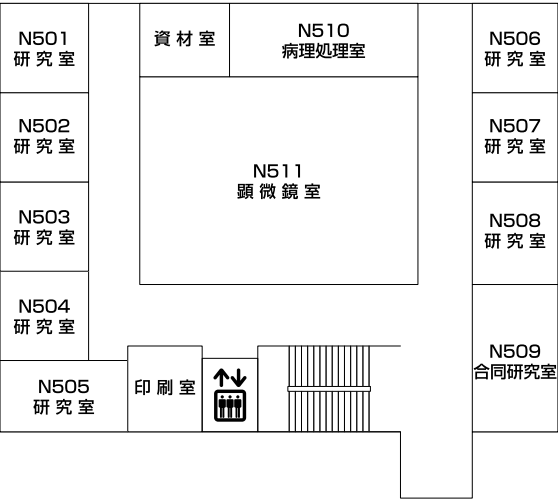 N501
研究室
資材室
N510
病理処理室
N506
研究室
N502
研究室
N507
研究室
N511
顕微鏡室
N503
研究室
N508
研究室
N504
研究室
N505
研究室
印刷室
N509
合同研究室